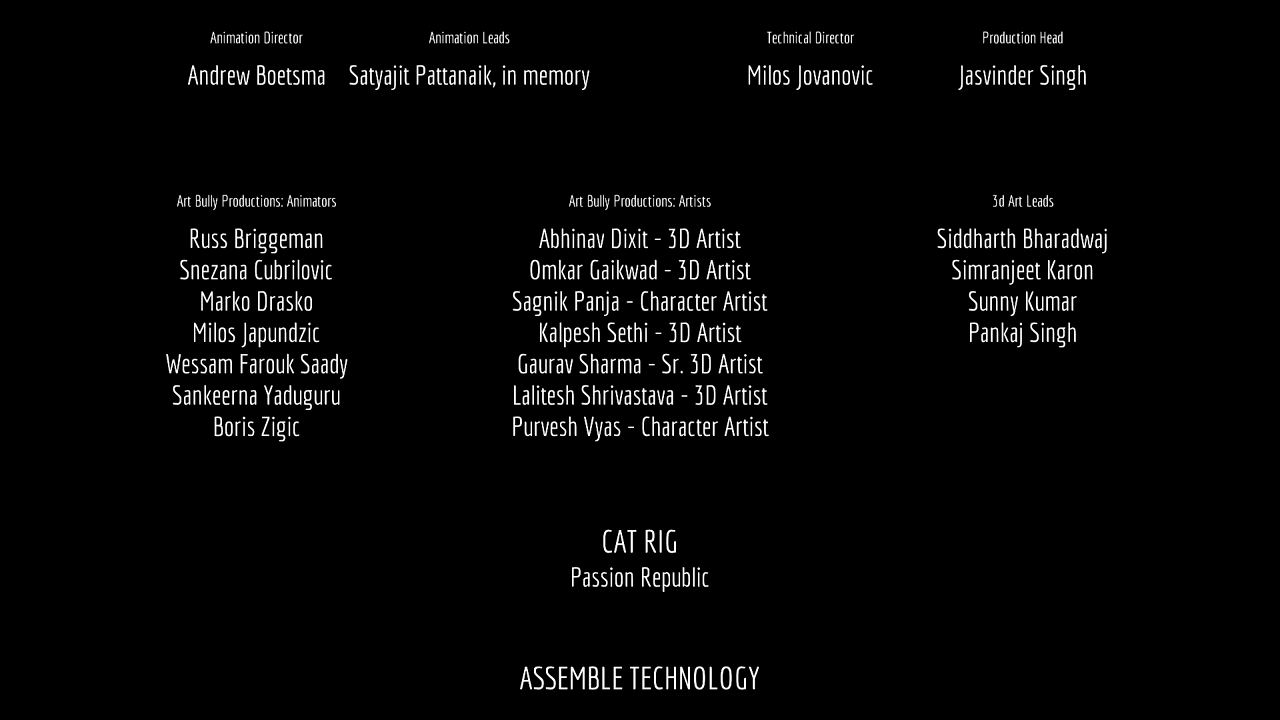 Animation Director
Andrew Boetsma
Animation Leads
Satyajit Pattanaik, in memory
Technical Director
Milos Jovanovic
Production Head
Jasvinder Singh
Art Bully Productions: Animators
Russ Briggeman
Snezana Cubrilovic
Marko Drasko
Milos Japundzic
Wessam Farouk Saady
Sankeerna Yaduguru
Boris Zigic
Art Bully Productions: Artists
Abhinav Dixit - 3D Artist
Omkar Gaikwad - 3D Artist
Sagnik Panja - Character Artist
Kalpesh Sethi - 3D Artist
Gaurav Sharma - Sr. 3D Artist
Lalitesh Shrivastava - 3D Artist
Purvesh Vyas - Character Artist
3d Art Leads
Siddharth Bharadwaj
Simranjeet Karon
Sunny Kumar
Pankaj Singh
CAT RIG
Passion Republic
ASSEMBLE TECHNOLOGY